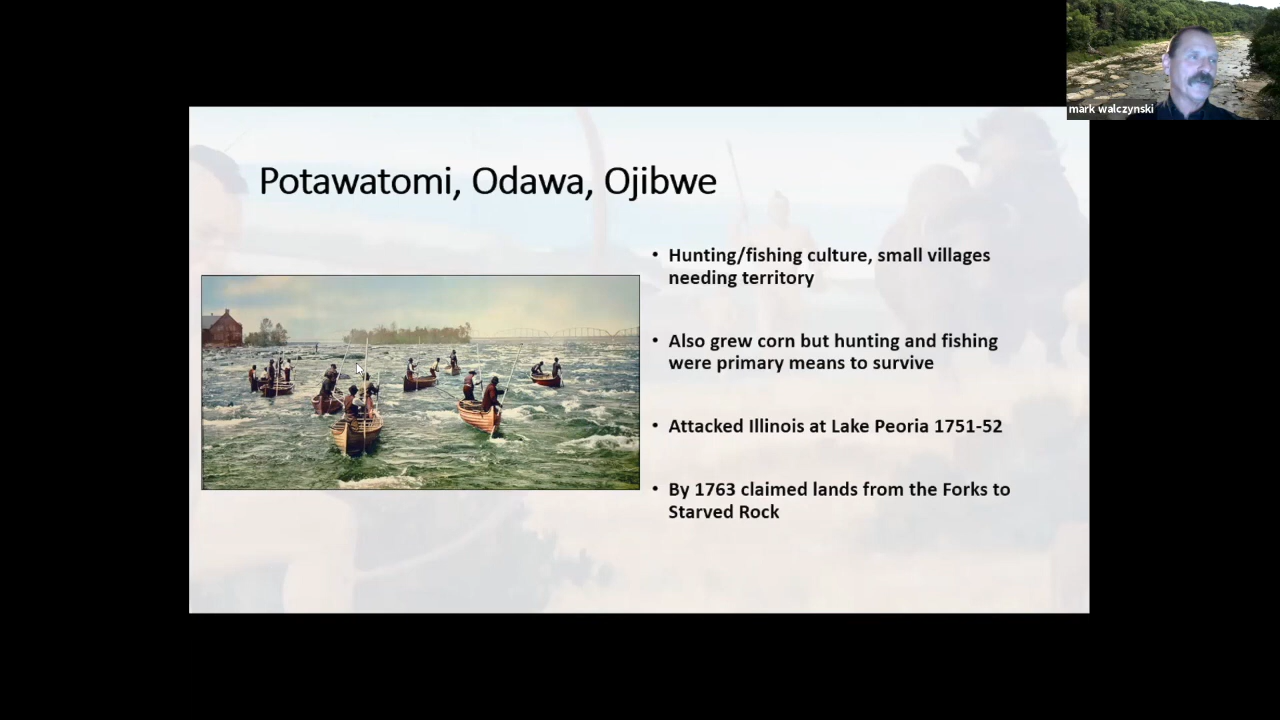 mark walczynski
Potawatomi, Odawa, Ojibwe
• Hunting/fishing culture, small villages
needing territory
• Also grew corn but hunting and fishing
were primary means to survive
• Attacked Illinois at Lake Peoria 1751-52
• By 1763 claimed lands from the Forks to
Starved Rock